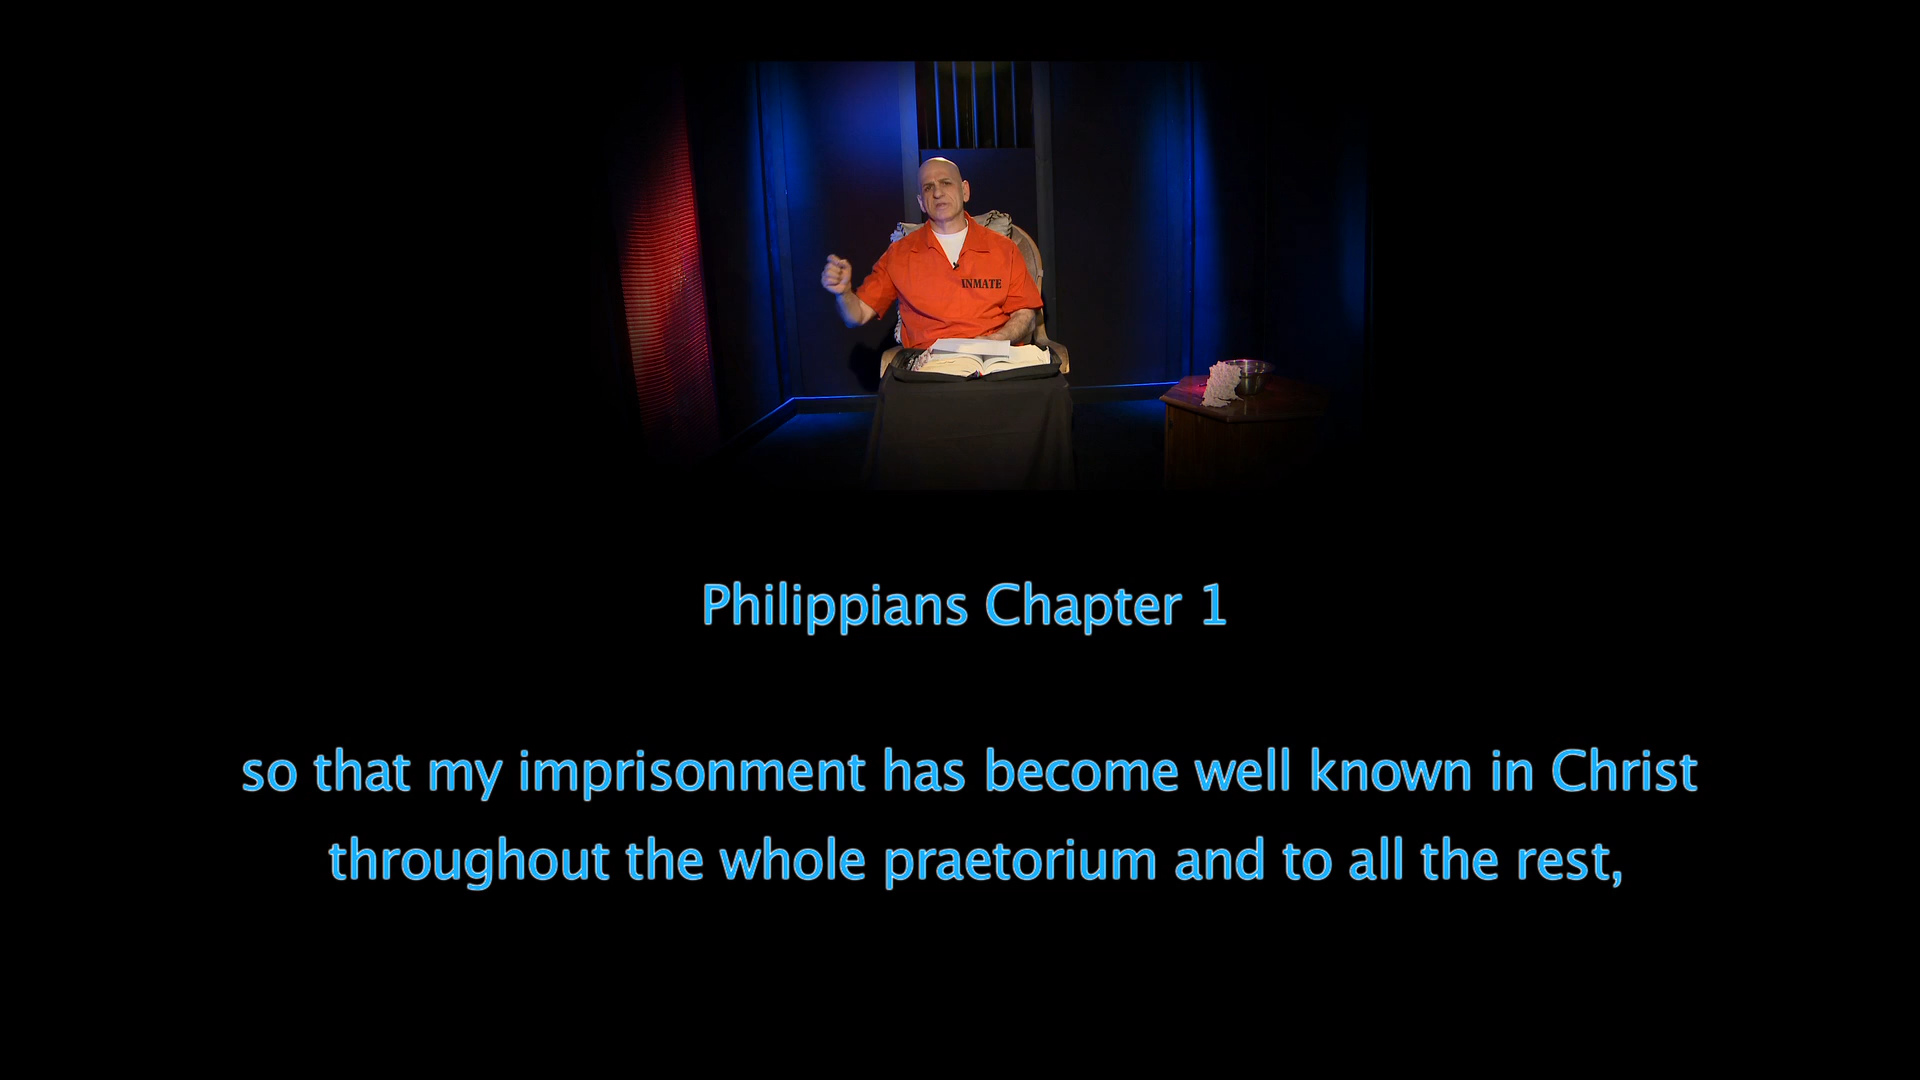 INMATE
Philippians Chapter 1
so that my imprisonment has become well known in Christ
throughout the whole praetorium and to all the rest,